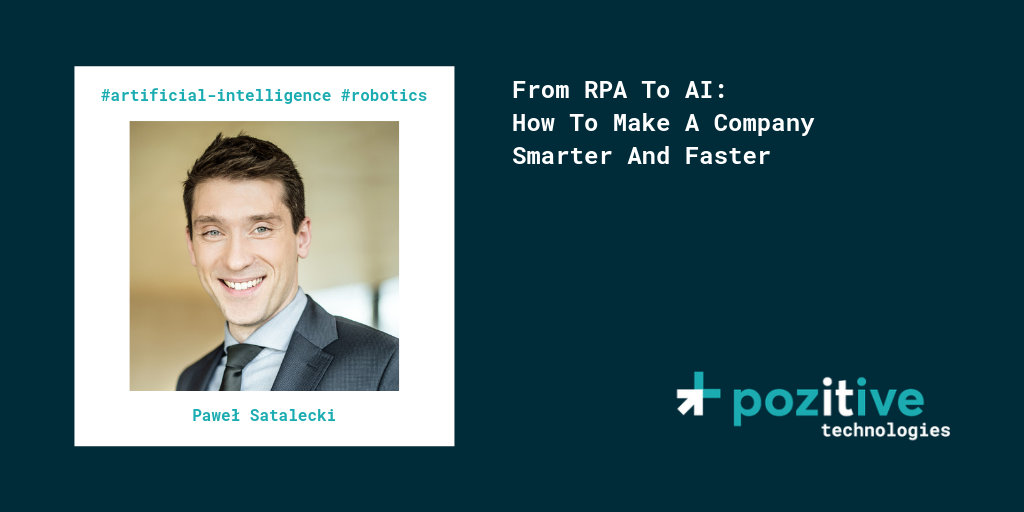 #artificial-intelligence #robotics
Paweł Satalecki
From RPA To AI:
How To Make A Company
Smarter And Faster
pozitive
technologies